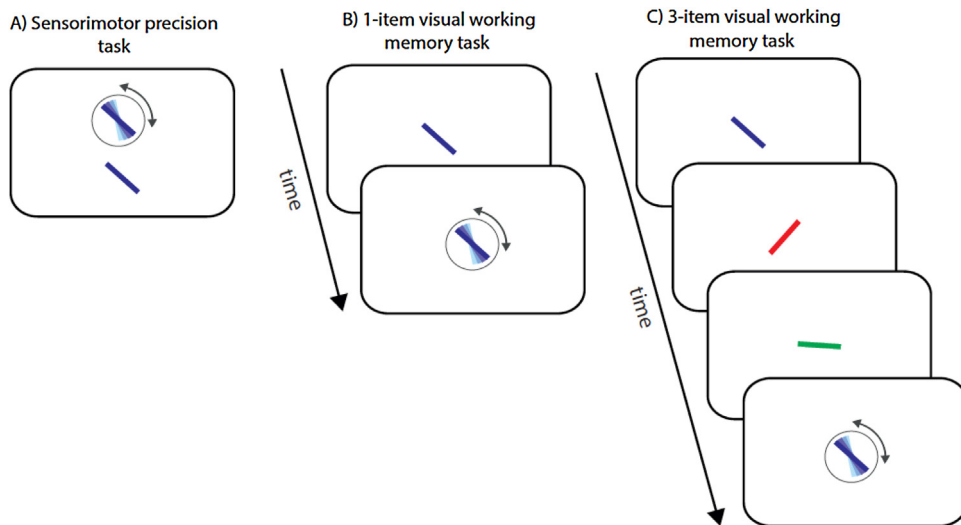 A) Sensorimotor precision
task
B) 1-item visual working
memory task
C) 3-item visual working
memory task
time
time